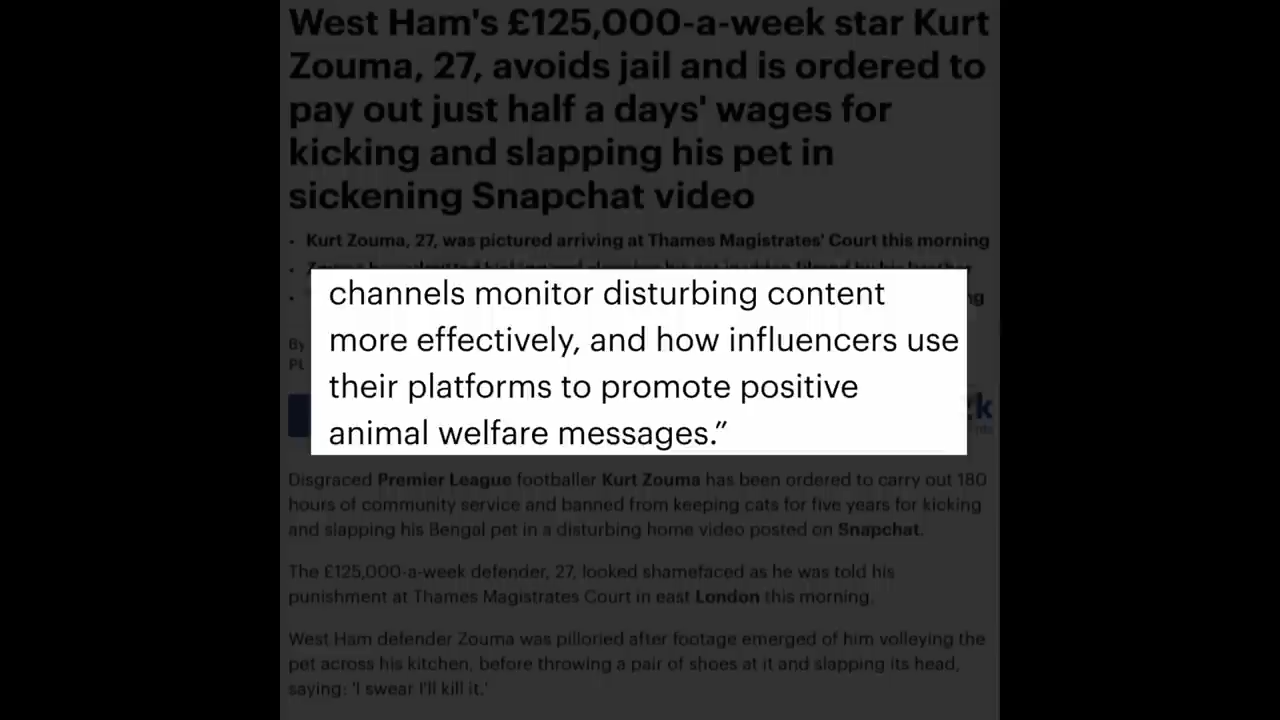 West Ham's £125,000-a-week star Kurt
Zouma, 27, avoids jail and is ordered to
pay out just half a days' wages for
kicking and slapping his pet in
sickening Snapchat video
· Kurt Zouma, 27, was pictured arriving at Thames Magistrates' Court this morning
channels monitor disturbing content
more effectively, and how influencers use
their platforms to promote positive
animal welfare messages.”
By
Disgraced Premier League footballer Kurt Zouma has been ordered to carry out 180
hours of community service and banned from keeping cats for five years for kicking
and slapping his Bengal pet in a disturbing home video posted on Snapchat.
The £125,000-a-week defender, 27, looked shamefaced as he was told his
punishment at Thames Magistrates Court in east London this morning.
West Ham defender Zouma was pilloried after footage emerged of him volleying the
pet across his kitchen, before throwing a pair of shoes at it and slapping its head,
saying: 'I swear I'll kill it.'